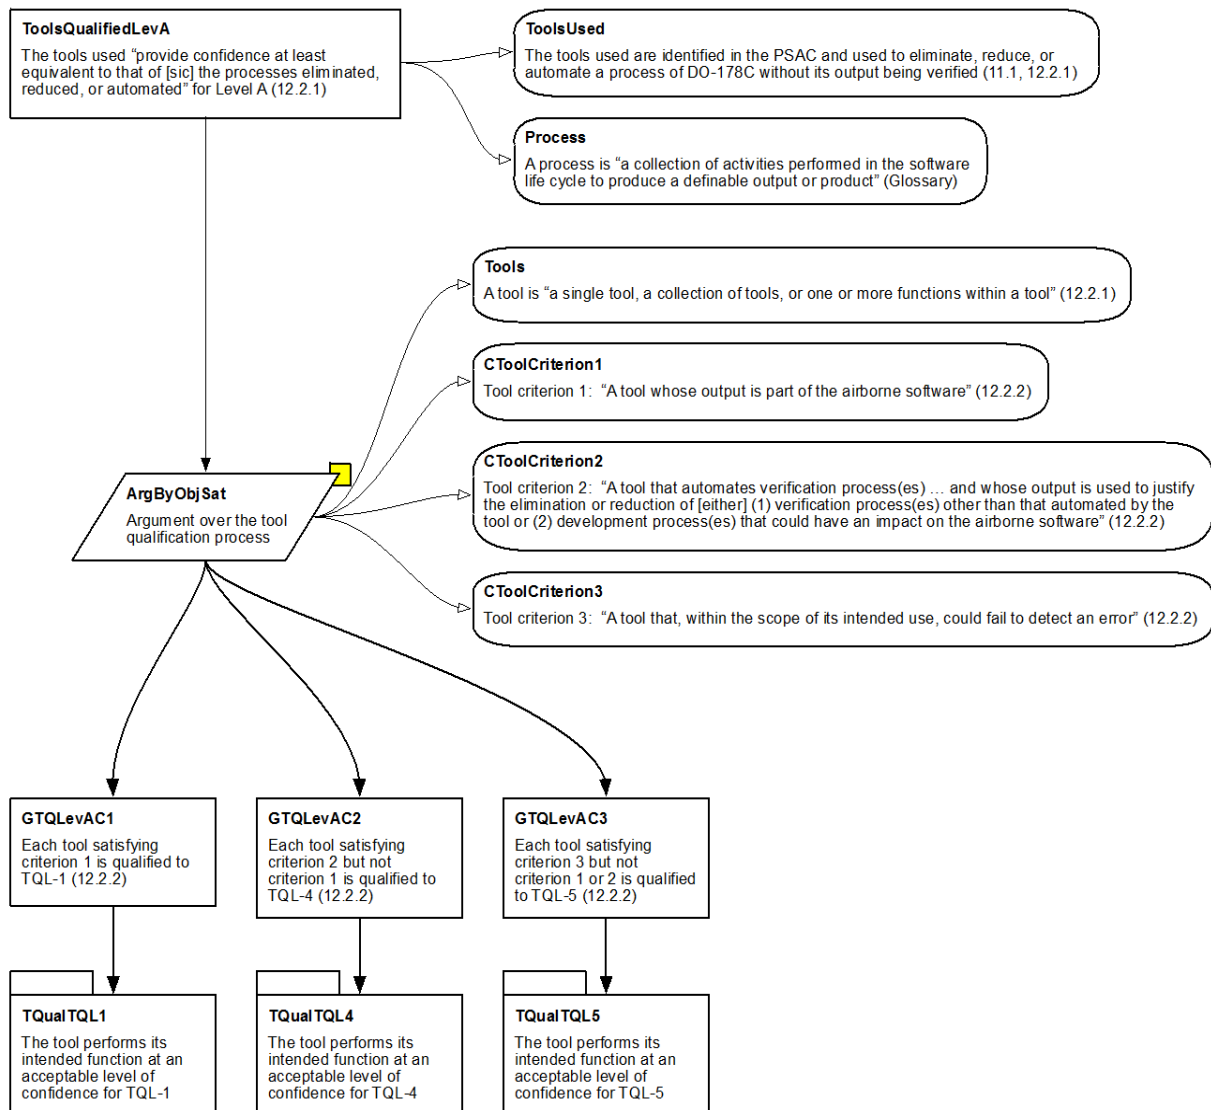 ToolsQualifiedLevA
The tools used “provide confidence at least
equivalent to that of [sic] the processes eliminated,
reduced, or automated” for Level A (12.2.1)
ToolsUsed
The tools used are identified in the PSAC and used to eliminate, reduce, or
automate a process of DO-178C without its output being verified (11.1, 12.2.1)
Process
A process is “a collection of activities performed in the software
life cycle to produce a definable output or product” (Glossary)
Tools
A tool is “a single tool, a collection of tools, or one or more functions within a tool” (12.2.1)
CToolCriterion1
Tool criterion 1:  “A tool whose output is part of the airborne software” (12.2.2)
CToolCriterion2
Tool criterion 2:  “A tool that automates verification process(es) ... and whose output is used to justify
the elimination or reduction of [either] (1) verification process(es) other than that automated by the
tool or (2) development process(es) that could have an impact on the airborne software” (12.2.2)
CToolCriterion3
Tool criterion 3:  “A tool that, within the scope of its intended use, could fail to detect an error” (12.2.2)
ArgByObjSat
Argument over the tool
qualification process
GTQLevAC1
Each tool satisfying
criterion 1 is qualified to
TQL-1 (12.2.2)
GTQLevAC2
Each tool satisfying
criterion 2 but not
criterion 1 is qualified to
TQL-4 (12.2.2)
GTQLevAC3
Each tool satisfying
criterion 3 but not
criterion 1 or 2 is qualified
to TQL-5 (12.2.2)
TQualTQL1
The tool performs its
intended function at an
acceptable level of
confidence for TQL-1
TQualTQL4
The tool performs its
intended function at an
acceptable level of
confidence for TQL-4
TQualTQL5
The tool performs its
intended function at an
acceptable level of
confidence for TQL-5